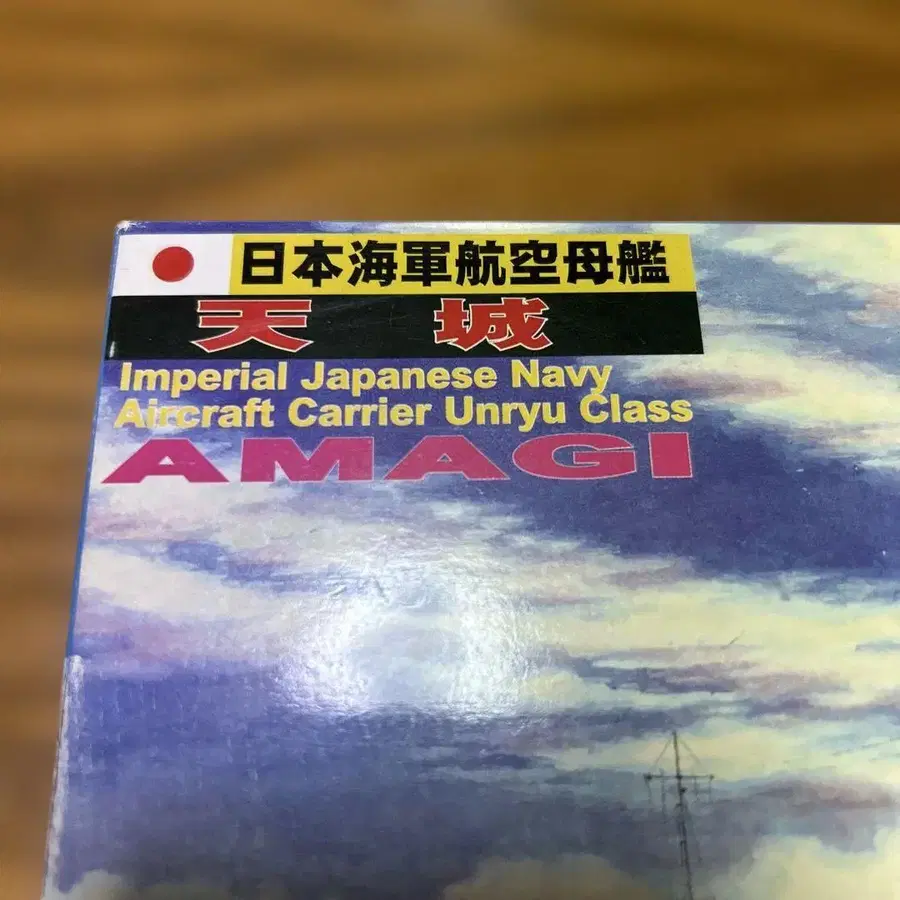 日本海軍航空母艦
天城
Imperial Japanese Navy
Aircraft Carrier Unryu Class
AMAGI